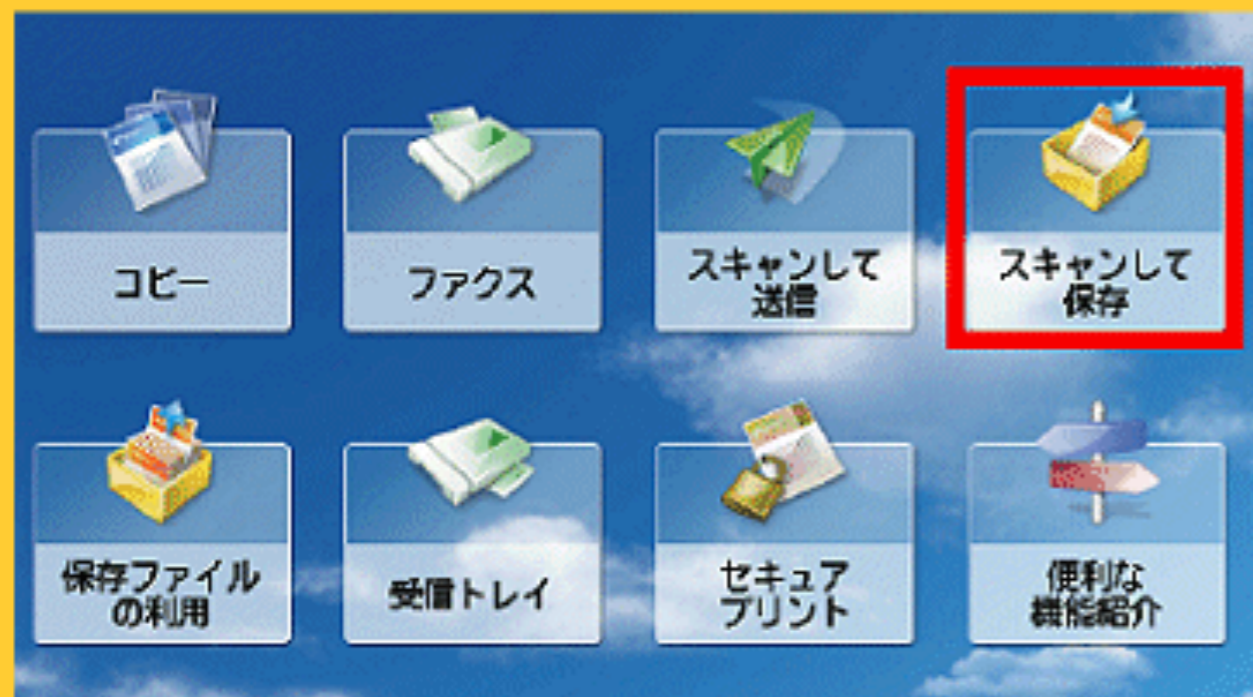 コピー
ファクス
スキャンして
送信
スキャンして
保存
保存ファイル
の利用
受信トレイ
セキュア
プリント
便利な
機能紹介